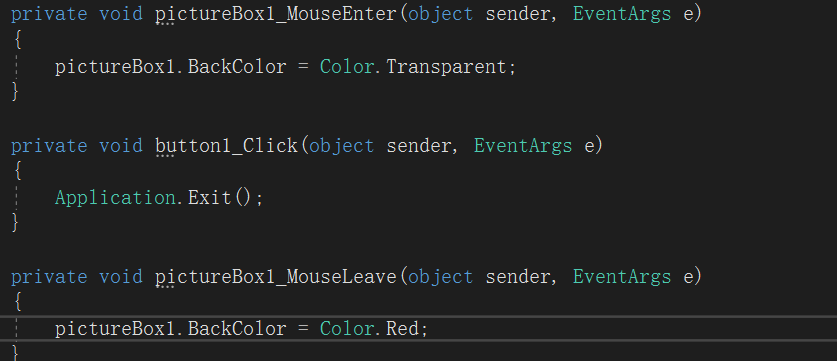 private void pictureBox1_MouseEnter(object sender, EventArgs e)
{
pictureBox1.BackColor = Color.Transparent;
}
private void button1_Click(object sender, EventArgs e)
{
Application.Exit();
}
private void pictureBox1_MouseLeave(object sender, EventArgs e)
{
pictureBox1.BackColor = Color.Red;
}